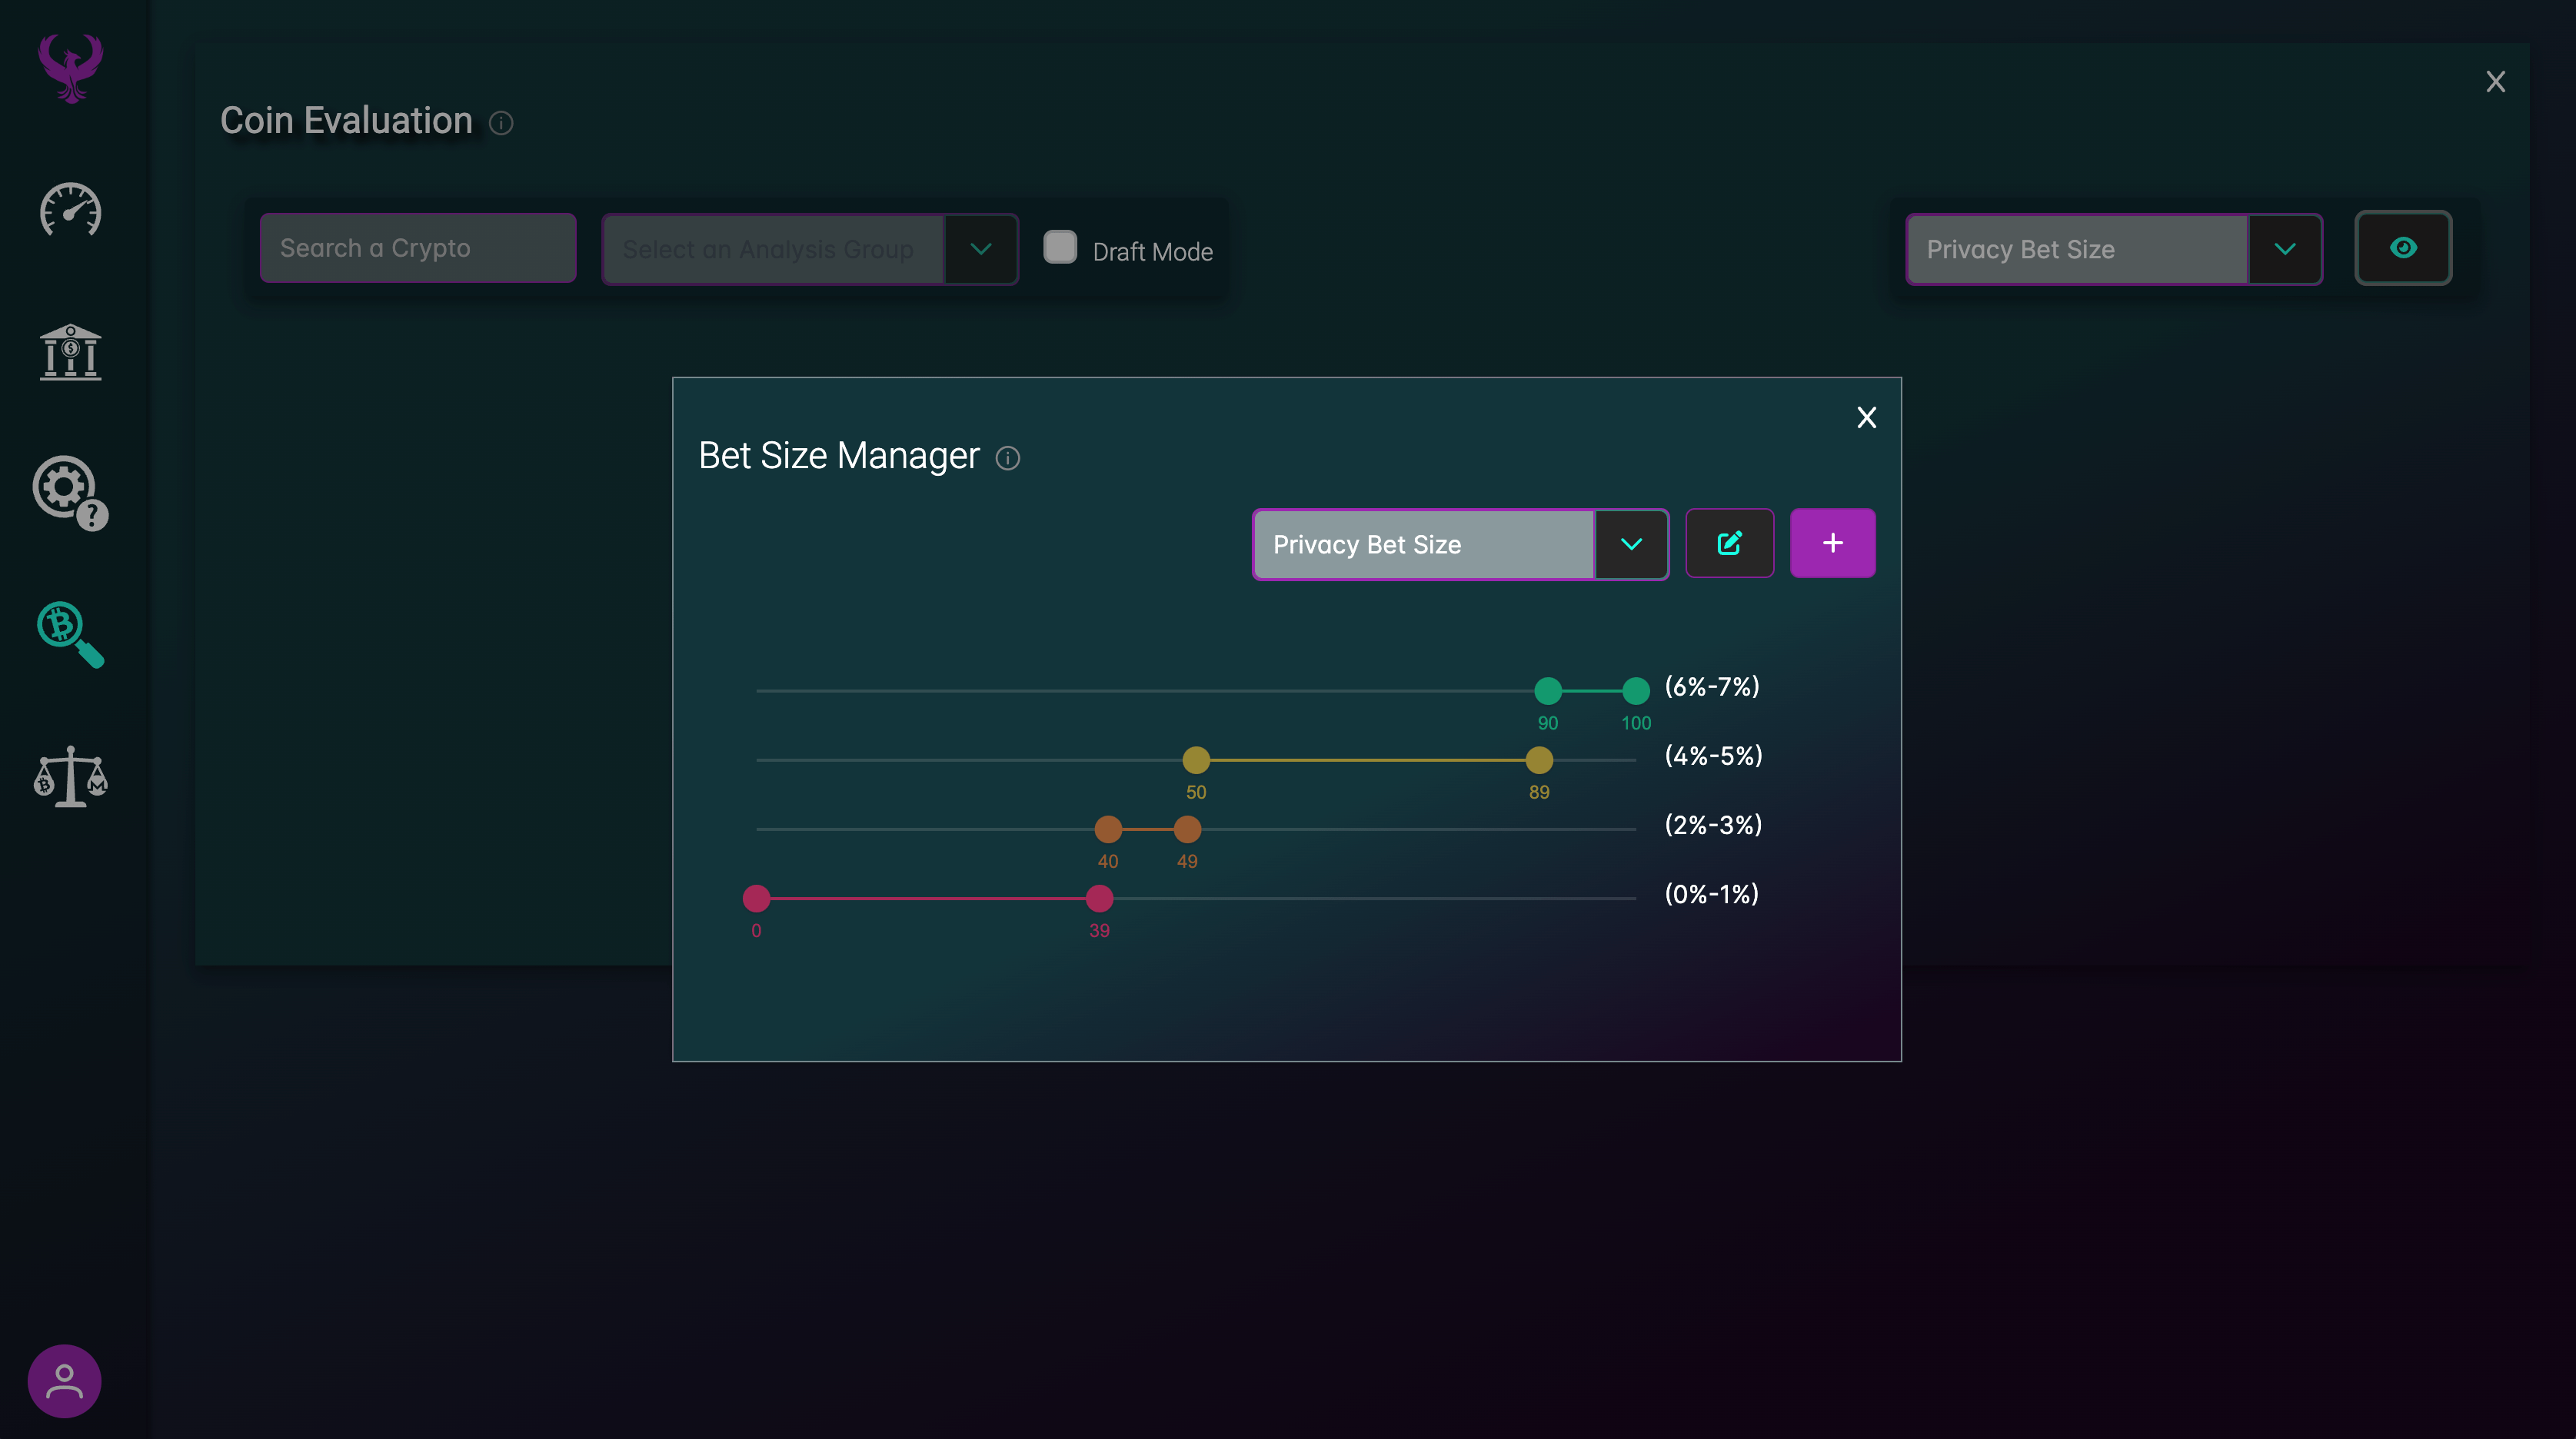 Coin Evaluation
X
Search a Crypto
Select an Analysis Group
Draft Mode
Privacy Bet Size
X
Bet Size Manager
Privacy Bet Size
+
(6%-7%)
90 100
(4%-5%)
50 89
(2%-3%)
40 49
(0%-1%)
0 39